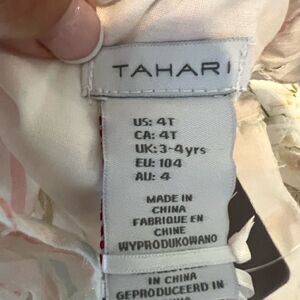 TAHARI
US: 4T
CA: 4T
UK: 3-4yrs
EU: 104
AU: 4
MADE IN
CHINA
FABRIQUE EN
CHINE
WYPRODUKOWANO
IN CHINA
GEPRODUCEERD IN